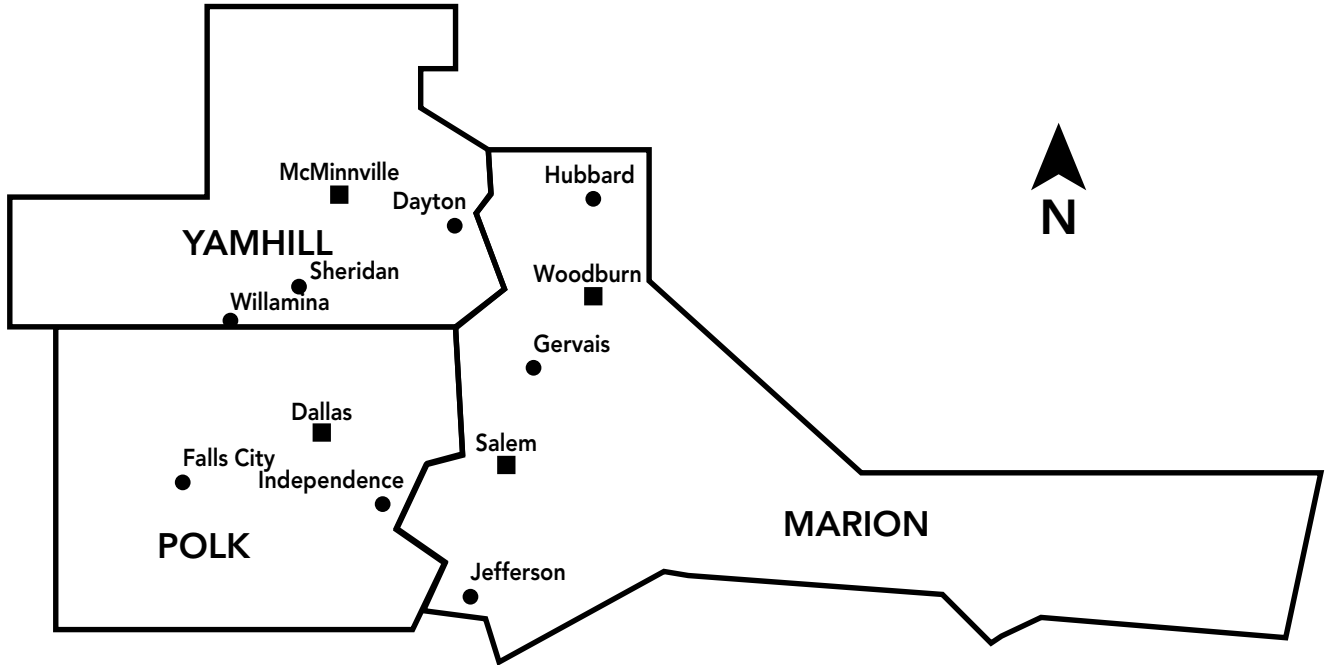 McMinnville
Hubbard
Dayton
N
YAMHILL
Sheridan
Woodburn
Willamina
Gervais
Dallas
Salem
Falls City
Independence
MARION
POLK
Jefferson